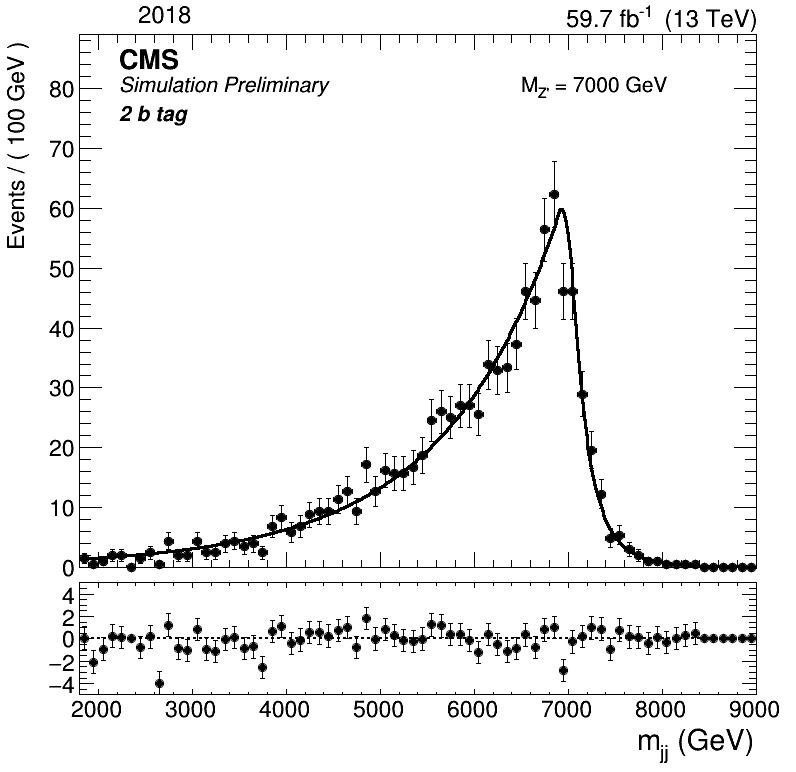 2018 59.7 fb⁻¹ (13 TeV)
CMS
Simulation Preliminary
M_Z' = 7000 GeV
2 b tag
Events / ( 100 GeV )
80
70
60
50
40
30
20
10
0
4
2
0
−2
−4
2000 3000 4000 5000 6000 7000 8000 9000
m_jj (GeV)